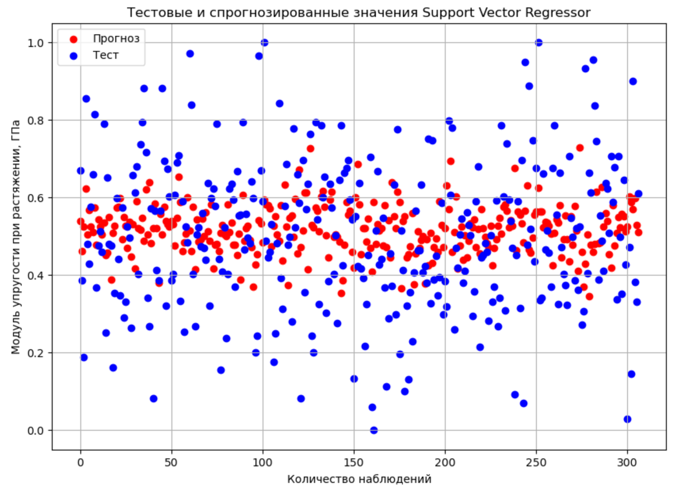 Тестовые и спрогнозированные значения Support Vector Regressor
Прогноз
Тест
Модуль упругости при растяжении, ГПа
1.0
0.8
0.6
0.4
0.2
0.0
0 50 100 150 200 250 300
Количество наблюдений